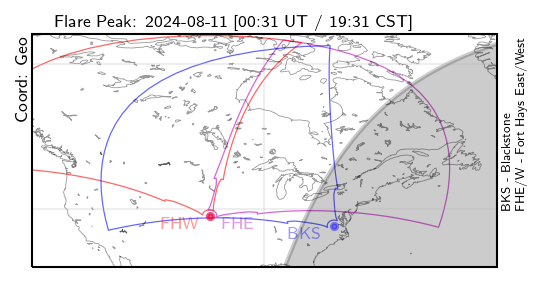 Flare Peak: 2024-08-11 [00:31 UT / 19:31 CST]
Coord: Geo
FHW
FHE
BKS
BKS - Blackstone
FHE/W - Fort Hays East/West